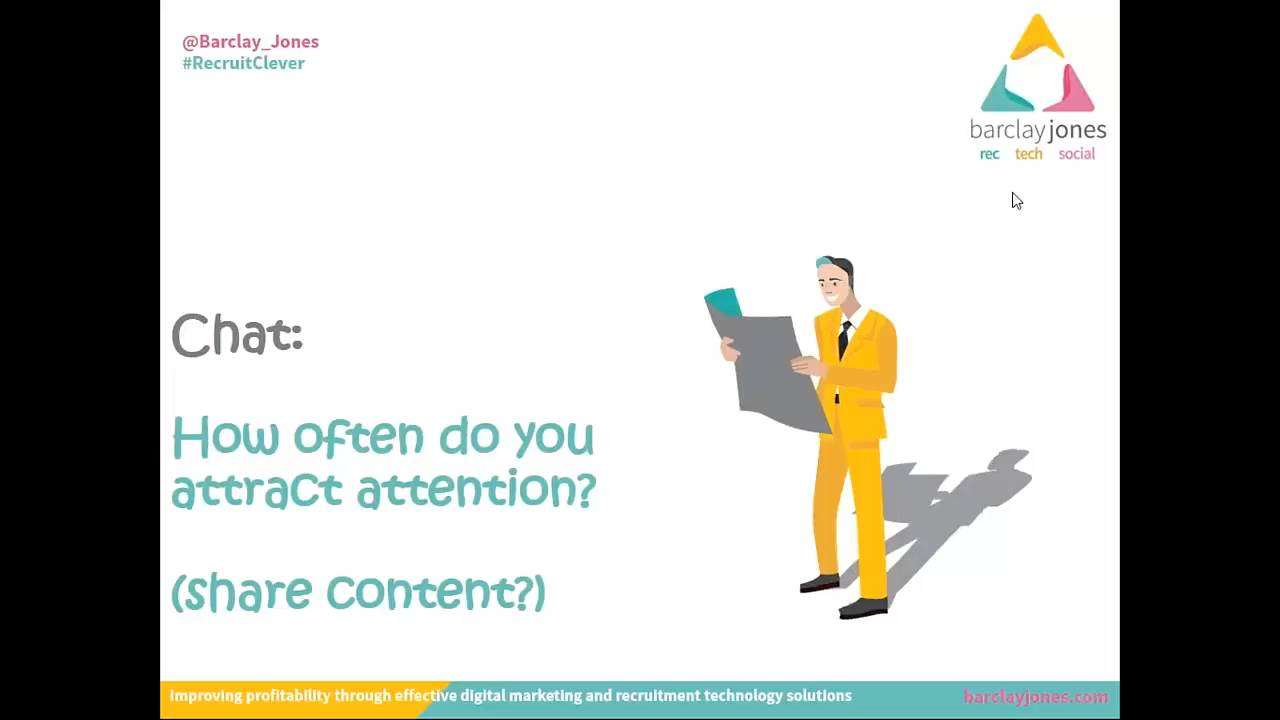 @Barclay_Jones
#RecruitClever
barclayjones
rec tech social
Chat:
How often do you
attract attention?
(share content?)
Improving profitability through effective digital marketing and recruitment technology solutions
barclayjones.com